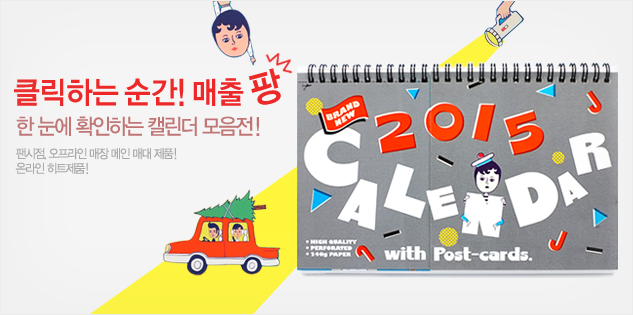 클릭하는 순간! 매출 팡
한 눈에 확인하는 캘린더 모음전!
팬시점, 오프라인 매장 메인 매대 제품!
온라인 히트제품!
BRAND NEW
2015
CALENDAR
• HIGH QUALITY
• PERFORATED
• 240g PAPER
with Post-cards.